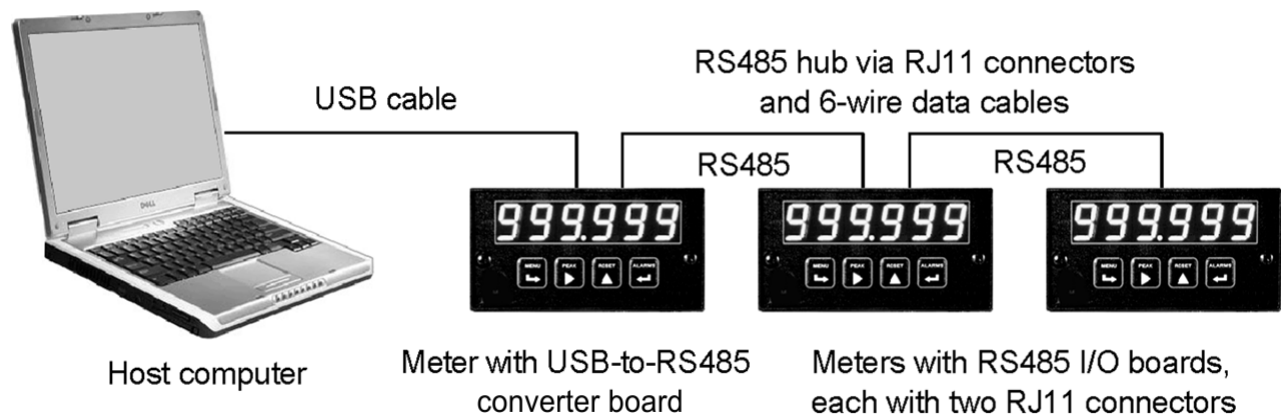 RS485 hub via RJ11 connectors
and 6-wire data cables
USB cable
RS485
RS485
DELL
999.999
999.999
999.999
MENU PEAK RESET ALARMS
MENU PEAK RESET ALARMS
MENU PEAK RESET ALARMS
Host computer
Meter with USB-to-RS485
converter board
Meters with RS485 I/O boards,
each with two RJ11 connectors